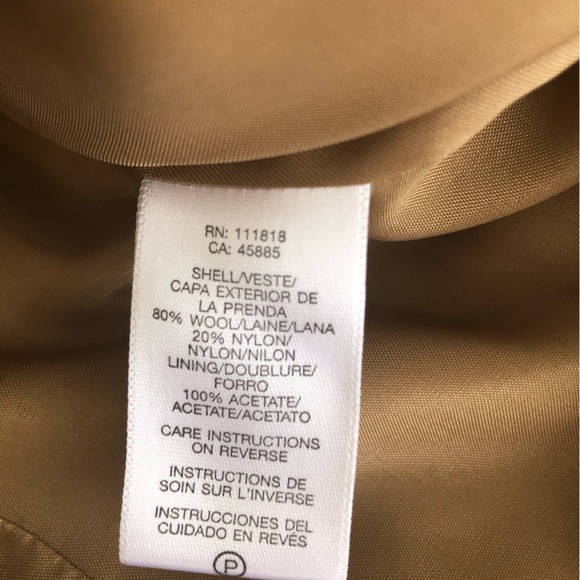 RN: 111818
CA: 45885
SHELL/VESTE/
CAPA EXTERIOR DE
LA PRENDA
80% WOOL/LAINE/LANA
20% NYLON/
NYLON/NILON
LINING/DOUBLURE/
FORRO
100% ACETATE/
ACETATE/ACETATO
CARE INSTRUCTIONS
ON REVERSE
INSTRUCTIONS DE
SOIN SUR L'INVERSE
INSTRUCCIONES DEL
CUIDADO EN REVÉS
P